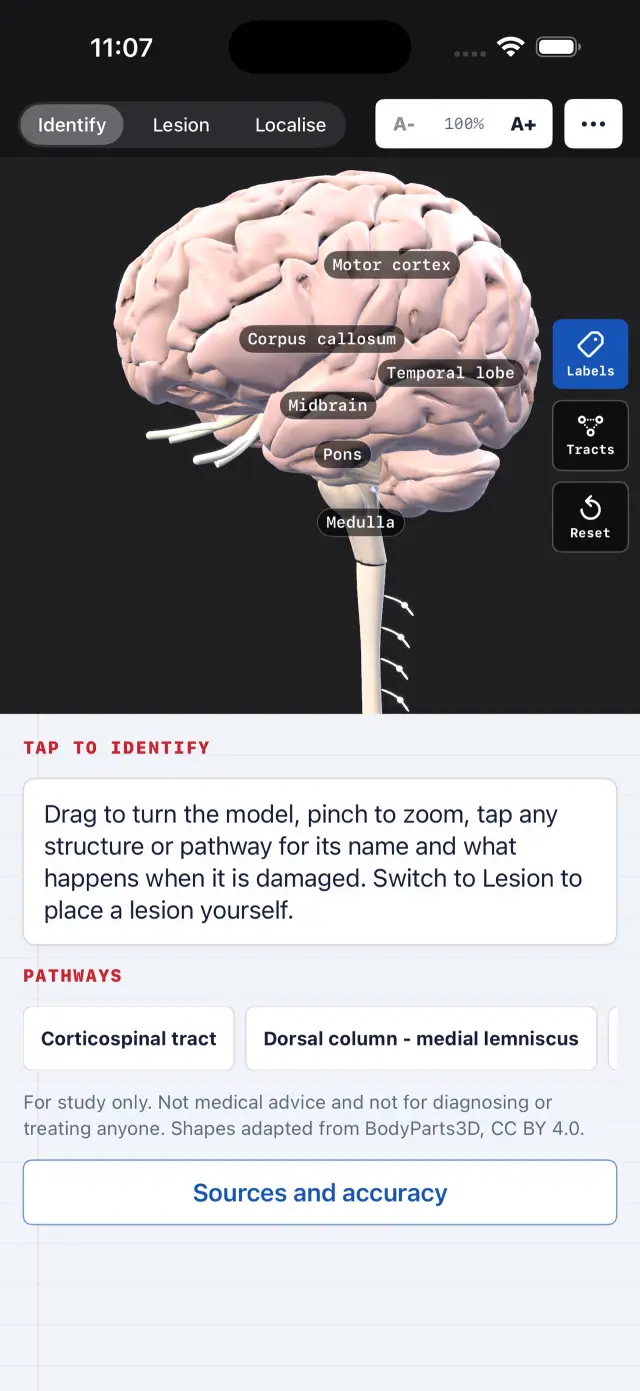 11:07
Identify
Lesion
Localise
A-
100%
A+
Motor cortex
Corpus callosum
Temporal lobe
Midbrain
Pons
Medulla
Labels
Tracts
Reset
TAP TO IDENTIFY
Drag to turn the model, pinch to zoom, tap any
structure or pathway for its name and what
happens when it is damaged. Switch to Lesion to
place a lesion yourself.
PATHWAYS
Corticospinal tract
Dorsal column - medial lemniscus
For study only. Not medical advice and not for diagnosing or
treating anyone. Shapes adapted from BodyParts3D, CC BY 4.0.
Sources and accuracy